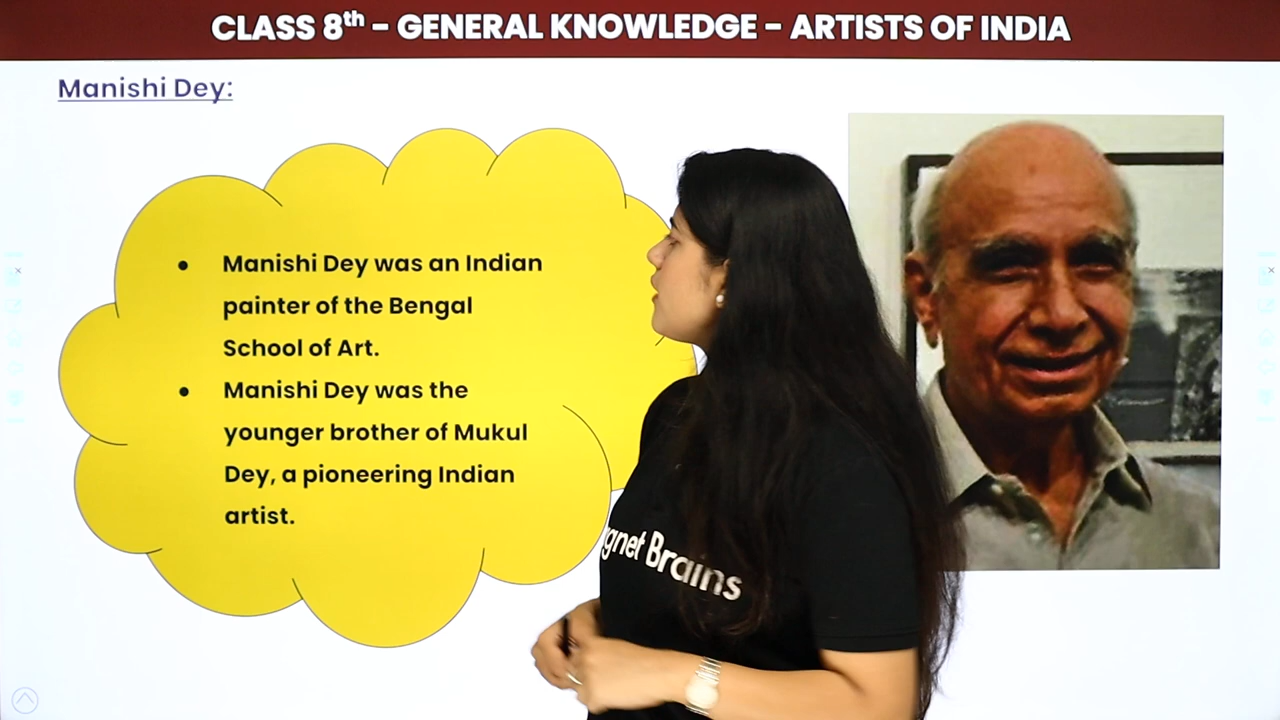 CLASS 8th – GENERAL KNOWLEDGE – ARTISTS OF INDIA
Manishi Dey:
● Manishi Dey was an Indian
painter of the Bengal
School of Art.
● Manishi Dey was the
younger brother of Mukul
Dey, a pioneering Indian
artist.
gnet Brains